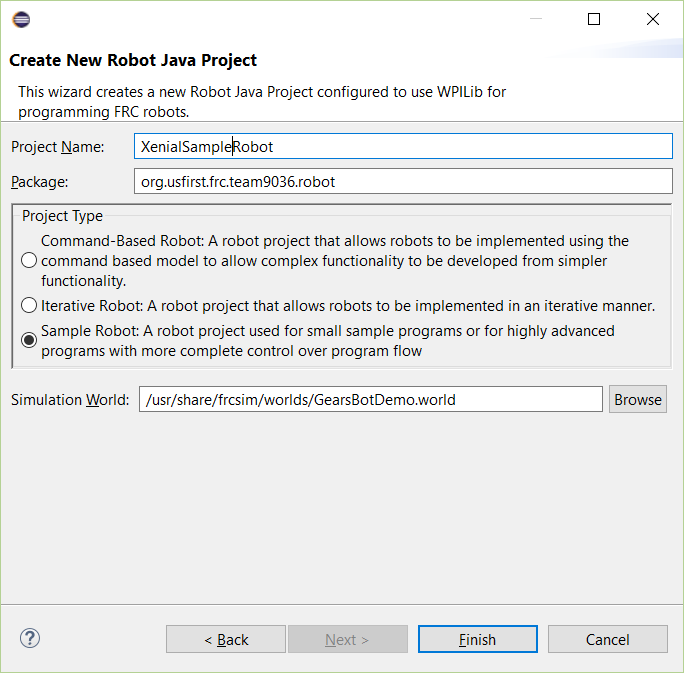 Create New Robot Java Project
This wizard creates a new Robot Java Project configured to use WPILib for
programming FRC robots.
Project Name: XenialSampleRobot
Package: org.usfirst.frc.team9036.robot
Project Type
Command-Based Robot: A robot project that allows robots to be implemented using the
command based model to allow complex functionality to be developed from simpler
functionality.
Iterative Robot: A robot project that allows robots to be implemented in an iterative manner.
Sample Robot: A robot project used for small sample programs or for highly advanced
programs with more complete control over program flow
Simulation World: /usr/share/frcsim/worlds/GearsBotDemo.world Browse
? < Back Next > Finish Cancel